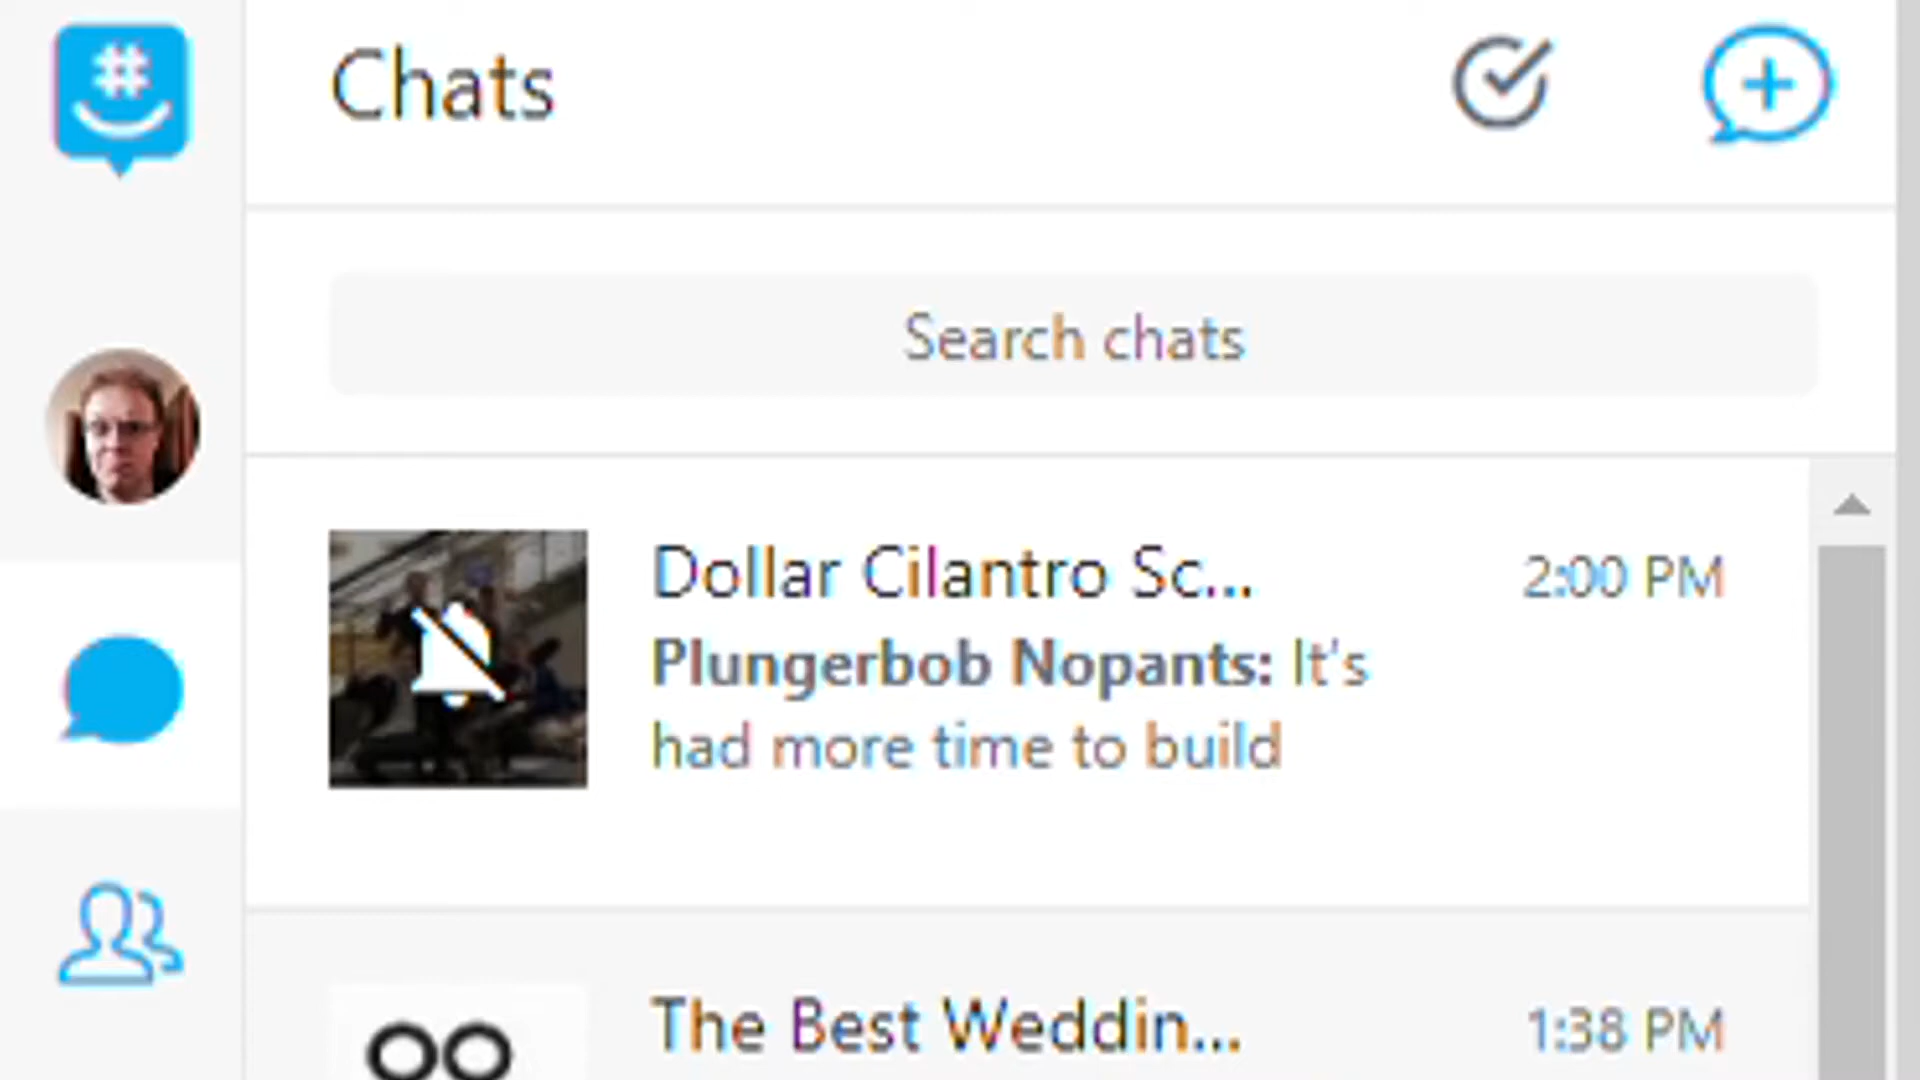 Chats
Search chats
Dollar Cilantro Sc...
2:00 PM
Plungerbob Nopants: It's
had more time to build
The Best Weddin...
1:38 PM